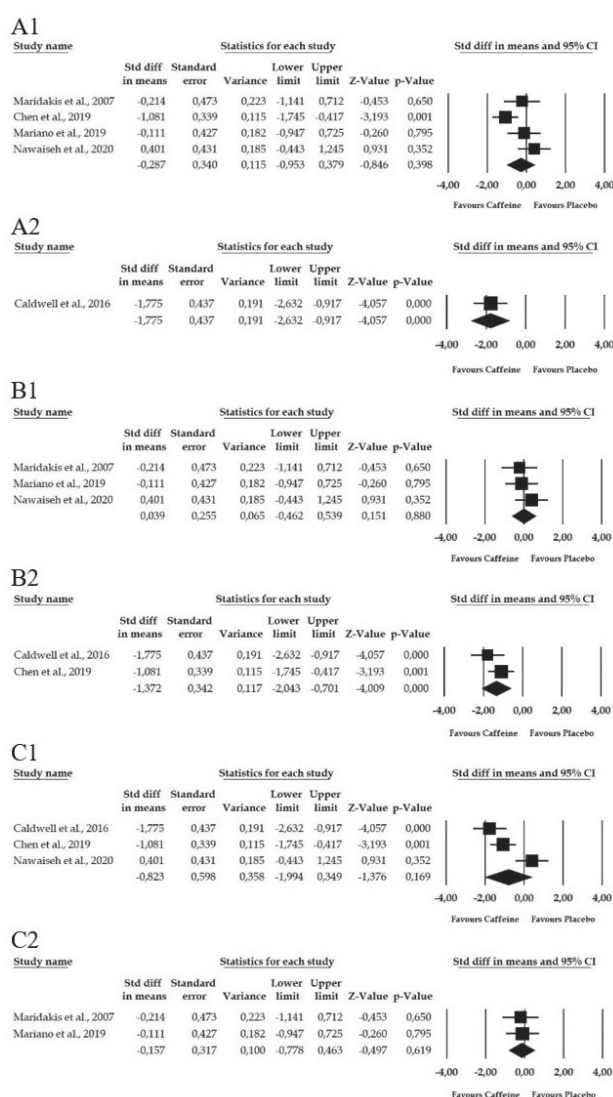 A1
Study name Statistics for each study Std diff in means and 95% CI
Std diff Standard Lower Upper
in means error Variance limit limit Z-Value p-Value
Maridakis et al., 2007 -0,214 0,473 0,223 -1,141 0,712 -0,453 0,650
Chen et al., 2019 -1,081 0,339 0,115 -1,745 -0,417 -3,193 0,001
Mariano et al., 2019 -0,111 0,427 0,182 -0,947 0,725 -0,260 0,795
Nawaiseh et al., 2020 0,401 0,431 0,185 -0,443 1,245 0,931 0,352
-0,287 0,340 0,115 -0,953 0,379 -0,846 0,398
-4,00 -2,00 0,00 2,00 4,00
Favours Caffeine Favours Placebo
A2
Study name Statistics for each study Std diff in means and 95% CI
Std diff Standard Lower Upper
in means error Variance limit limit Z-Value p-Value
Caldwell et al., 2016 -1,775 0,437 0,191 -2,632 -0,917 -4,057 0,000
-1,775 0,437 0,191 -2,632 -0,917 -4,057 0,000
-4,00 -2,00 0,00 2,00 4,00
Favours Caffeine Favours Placebo
B1
Study name Statistics for each study Std diff in means and 95% CI
Std diff Standard Lower Upper
in means error Variance limit limit Z-Value p-Value
Maridakis et al., 2007 -0,214 0,473 0,223 -1,141 0,712 -0,453 0,650
Mariano et al., 2019 -0,111 0,427 0,182 -0,947 0,725 -0,260 0,795
Nawaiseh et al., 2020 0,401 0,431 0,185 -0,443 1,245 0,931 0,352
0,039 0,255 0,065 -0,462 0,539 0,151 0,880
-4,00 -2,00 0,00 2,00 4,00
Favours Caffeine Favours Placebo
B2
Study name Statistics for each study Std diff in means and 95% CI
Std diff Standard Lower Upper
in means error Variance limit limit Z-Value p-Value
Caldwell et al., 2016 -1,775 0,437 0,191 -2,632 -0,917 -4,057 0,000
Chen et al., 2019 -1,081 0,339 0,115 -1,745 -0,417 -3,193 0,001
-1,372 0,342 0,117 -2,043 -0,701 -4,009 0,000
-4,00 -2,00 0,00 2,00 4,00
Favours Caffeine Favours Placebo
C1
Study name Statistics for each study Std diff in means and 95% CI
Std diff Standard Lower Upper
in means error Variance limit limit Z-Value p-Value
Caldwell et al., 2016 -1,775 0,437 0,191 -2,632 -0,917 -4,057 0,000
Chen et al., 2019 -1,081 0,339 0,115 -1,745 -0,417 -3,193 0,001
Nawaiseh et al., 2020 0,401 0,431 0,185 -0,443 1,245 0,931 0,352
-0,823 0,598 0,358 -1,994 0,349 -1,376 0,169
-4,00 -2,00 0,00 2,00 4,00
Favours Caffeine Favours Placebo
C2
Study name Statistics for each study Std diff in means and 95% CI
Std diff Standard Lower Upper
in means error Variance limit limit Z-Value p-Value
Maridakis et al., 2007 -0,214 0,473 0,223 -1,141 0,712 -0,453 0,650
Mariano et al., 2019 -0,111 0,427 0,182 -0,947 0,725 -0,260 0,795
-0,157 0,317 0,100 -0,778 0,463 -0,497 0,619
-4,00 -2,00 0,00 2,00 4,00
Favours Caffeine Favours Placebo